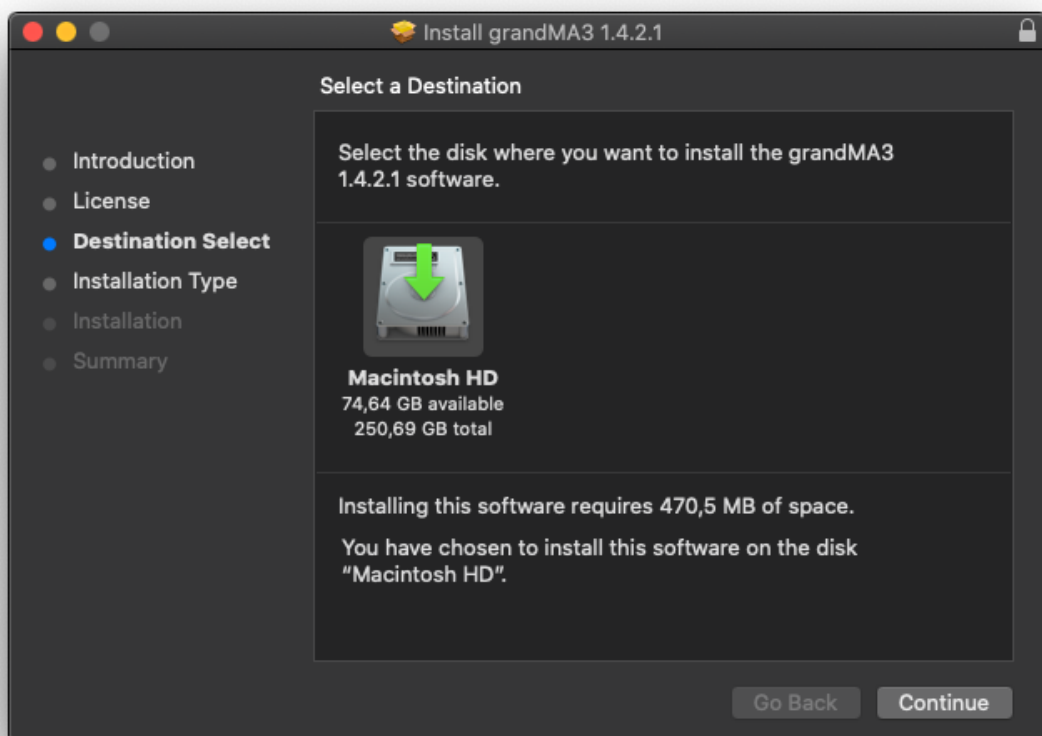 Install grandMA3 1.4.2.1
Select a Destination
Introduction
License
Destination Select
Installation Type
Installation
Summary
Select the disk where you want to install the grandMA3
1.4.2.1 software.
Macintosh HD
74,64 GB available
250,69 GB total
Installing this software requires 470,5 MB of space.
You have chosen to install this software on the disk
“Macintosh HD”.
Go Back
Continue